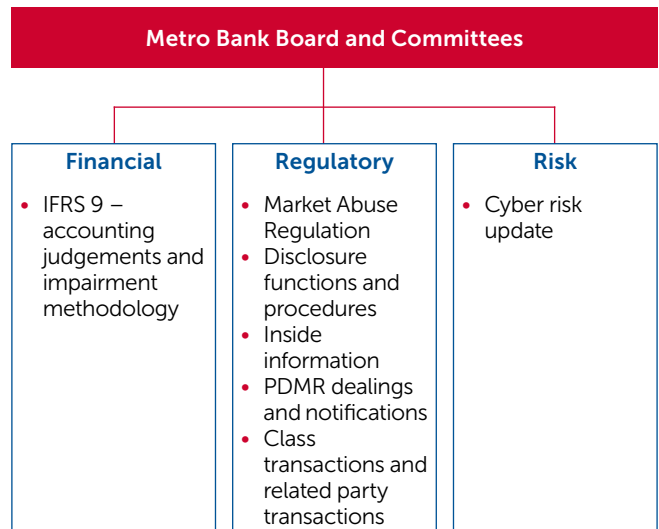 Metro Bank Board and Committees
Financial
• IFRS 9 –
accounting
judgements and
impairment
methodology
Regulatory
• Market Abuse
Regulation
• Disclosure
functions and
procedures
• Inside
information
• PDMR dealings
and notifications
• Class
transactions and
related party
transactions
Risk
• Cyber risk
update